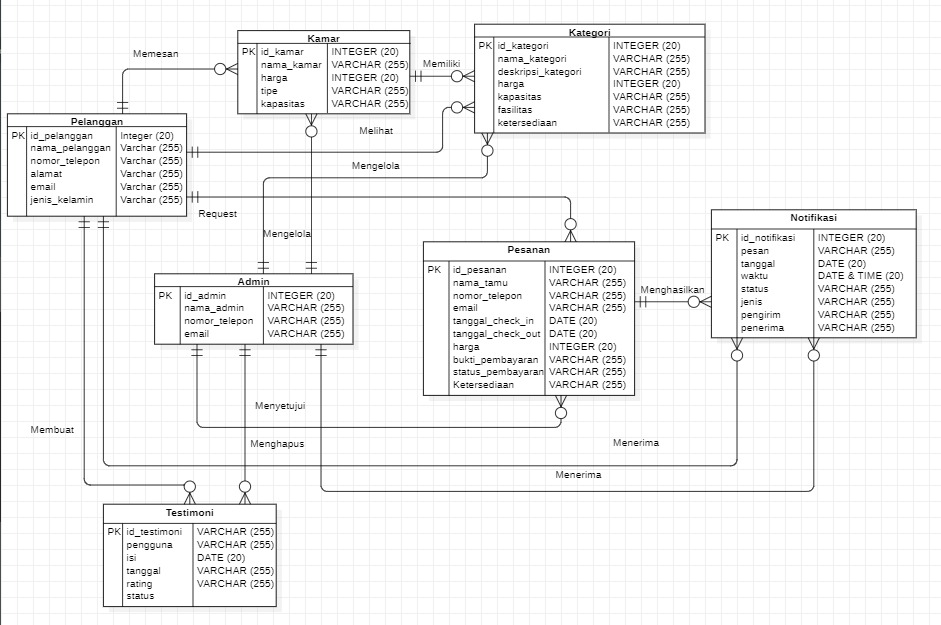 Kamar
PK id_kamar INTEGER (20)
nama_kamar VARCHAR (255)
harga INTEGER (20)
tipe VARCHAR (255)
kapasitas VARCHAR (255)
Kategori
PK id_kategori INTEGER (20)
nama_kategori VARCHAR (255)
deskripsi_kategori VARCHAR (255)
harga INTEGER (20)
kapasitas VARCHAR (255)
fasilitas VARCHAR (255)
ketersediaan VARCHAR (255)
Memesan
Memiliki
Pelanggan
PK id_pelanggan Integer (20)
nama_pelanggan Varchar (255)
nomor_telepon Varchar (255)
alamat Varchar (255)
email Varchar (255)
jenis_kelamin Varchar (255)
Melihat
Mengelola
Request
Mengelola
Notifikasi
PK id_notifikasi INTEGER (20)
pesan VARCHAR (255)
tanggal DATE (20)
waktu DATE & TIME (20)
status VARCHAR (255)
jenis VARCHAR (255)
pengirim VARCHAR (255)
penerima VARCHAR (255)
Pesanan
PK id_pesanan INTEGER (20)
nama_tamu VARCHAR (255)
nomor_telepon VARCHAR (255)
email VARCHAR (255)
tanggal_check_in DATE (20)
tanggal_check_out DATE (20)
harga INTEGER (20)
bukti_pembayaran VARCHAR (255)
status_pembayaran VARCHAR (255)
Ketersediaan VARCHAR (255)
Menghasilkan
Admin
PK id_admin INTEGER (20)
nama_admin VARCHAR (255)
nomor_telepon VARCHAR (255)
email VARCHAR (255)
Menyetujui
Membuat
Menghapus
Menerima
Menerima
Testimoni
PK id_testimoni VARCHAR (255)
pengguna VARCHAR (255)
isi DATE (20)
tanggal VARCHAR (255)
rating VARCHAR (255)
status